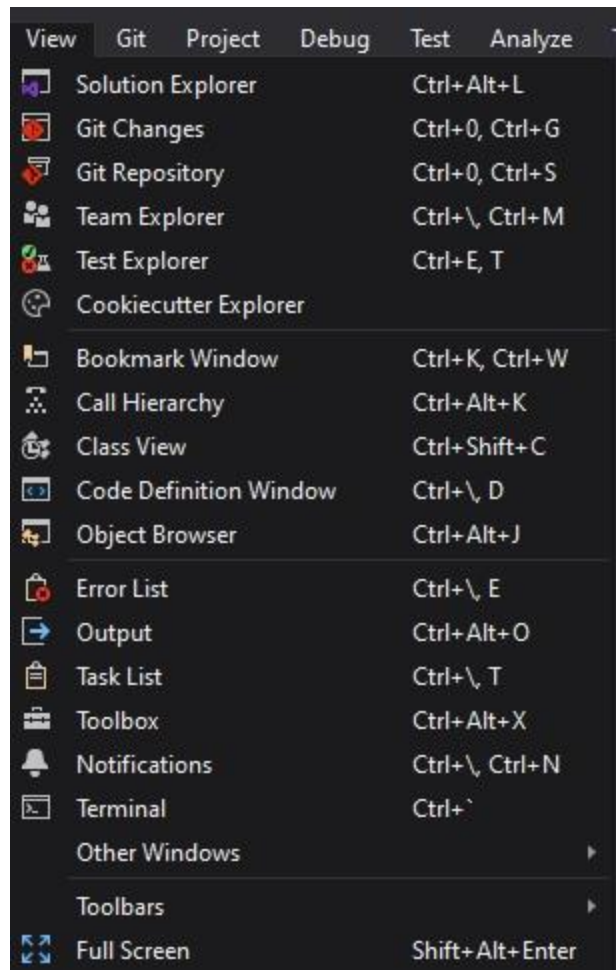 View Git Project Debug Test Analyze
Solution Explorer Ctrl+Alt+L
Git Changes Ctrl+0, Ctrl+G
Git Repository Ctrl+0, Ctrl+S
Team Explorer Ctrl+\, Ctrl+M
Test Explorer Ctrl+E, T
Cookiecutter Explorer
Bookmark Window Ctrl+K, Ctrl+W
Call Hierarchy Ctrl+Alt+K
Class View Ctrl+Shift+C
Code Definition Window Ctrl+\, D
Object Browser Ctrl+Alt+J
Error List Ctrl+\, E
Output Ctrl+Alt+O
Task List Ctrl+\, T
Toolbox Ctrl+Alt+X
Notifications Ctrl+\, Ctrl+N
Terminal Ctrl+`
Other Windows
Toolbars
Full Screen Shift+Alt+Enter